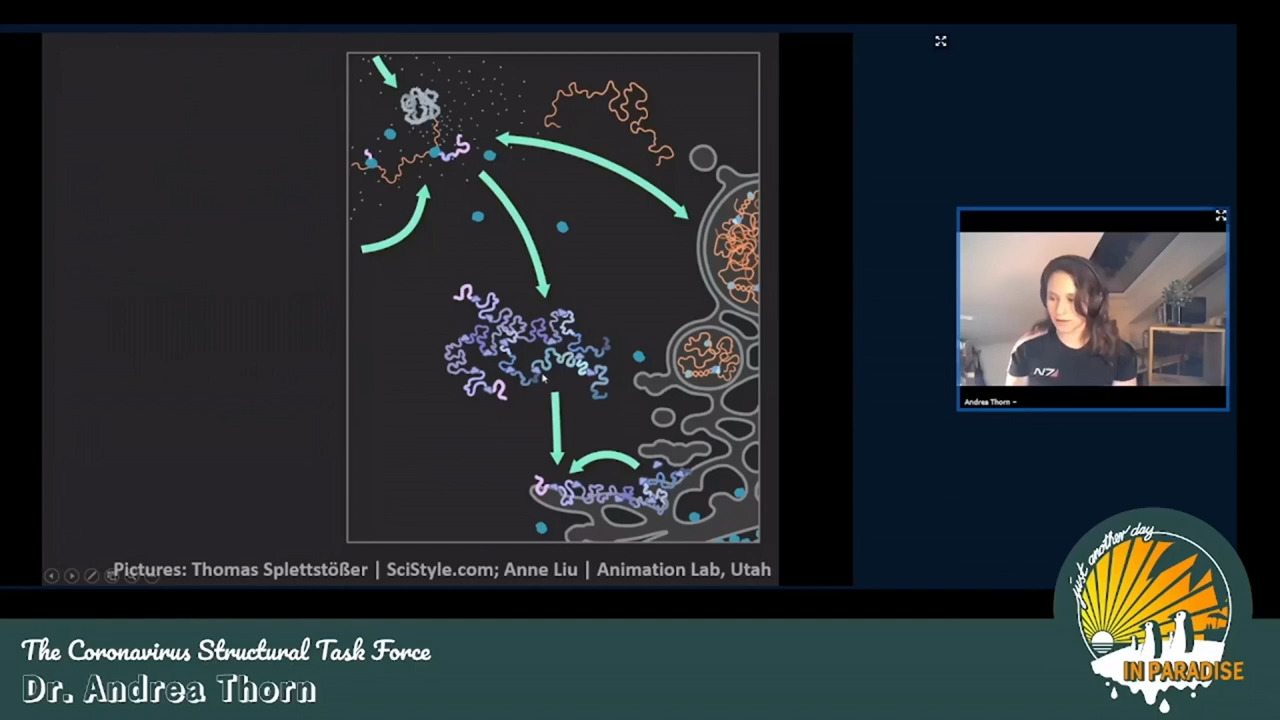 Pictures: Thomas Splettstößer | SciStyle.com; Anne Liu | Animation Lab, Utah
N7
Andrea Thorn
just another day
IN PARADISE
The Coronavirus Structural Task Force
Dr. Andrea Thorn